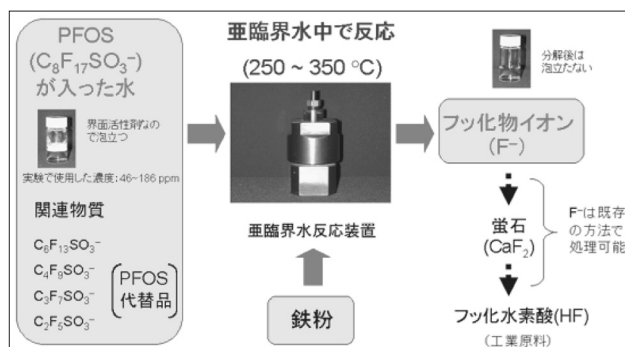 PFOS
(C₈F₁₇SO₃⁻)
が入った水
界面活性剤なの
で泡立つ
実験で使用した濃度:46~186 ppm
関連物質
C₆F₁₃SO₃⁻
C₄F₉SO₃⁻
C₃F₇SO₃⁻
C₂F₅SO₃⁻
PFOS
代替品
亜臨界水中で反応
(250 ~ 350 °C)
亜臨界水反応装置
鉄粉
分解後は
泡立たない
フッ化物イオン
(F⁻)
蛍石
(CaF₂)
F⁻は既存
の方法で
処理可能
フッ化水素酸(HF)
(工業原料)